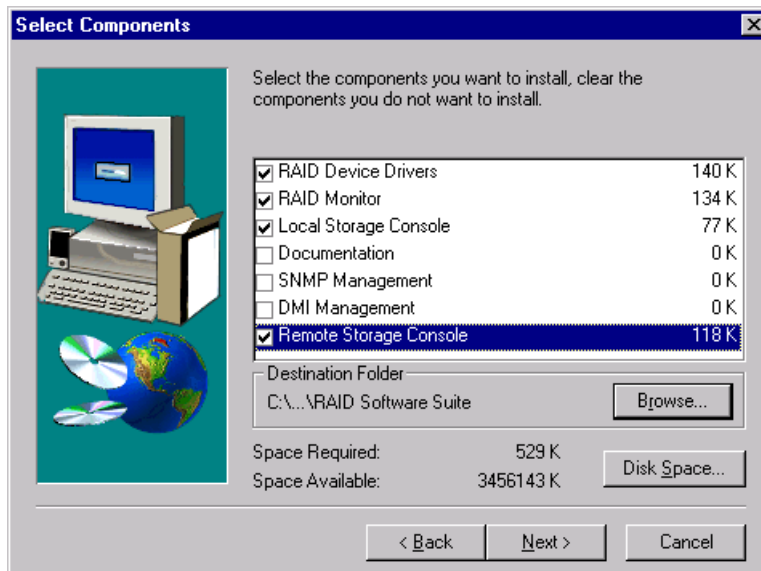 Select Components
Select the components you want to install, clear the
components you do not want to install.
RAID Device Drivers 140 K
RAID Monitor 134 K
Local Storage Console 77 K
Documentation 0 K
SNMP Management 0 K
DMI Management 0 K
Remote Storage Console 118 K
Destination Folder
C:\...\RAID Software Suite Browse...
Space Required: 529 K
Space Available: 3456143 K
Disk Space...
< Back Next > Cancel